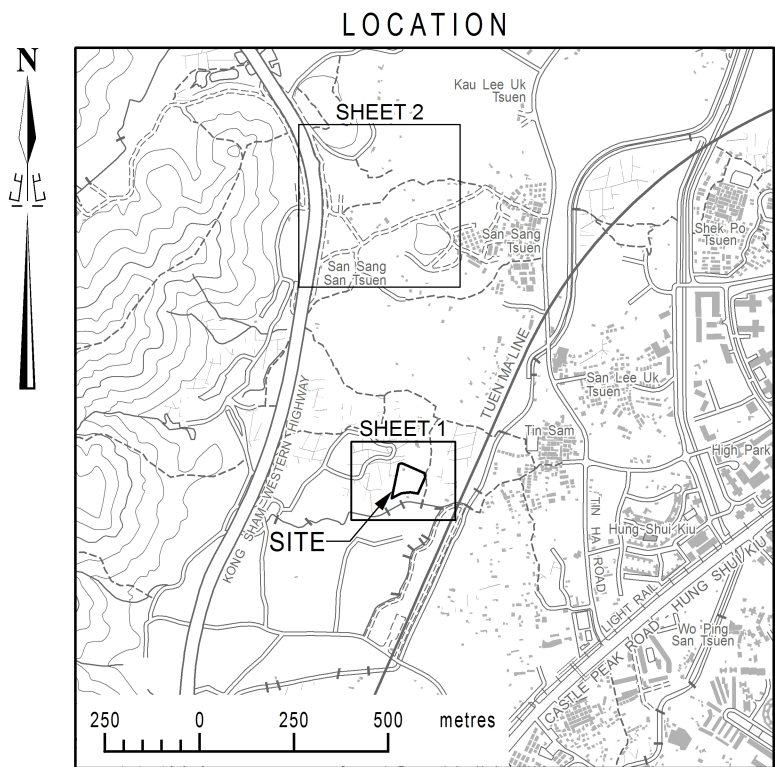 LOCATION
N
SHEET 2
Kau Lee Uk
Tsuen
Shek Po
Tsuen
San Sang
Tsuen
San Sang
San Tsuen
TUEN MA LINE
San Lee Uk
Tsuen
KONG SHAM WESTERN HIGHWAY
SHEET 1
Tin Sam
High Park
SITE
TIN HA ROAD
Hung Shui Kiu
LIGHT RAIL
CASTLE PEAK ROAD - HUNG SHUI KIU
Wo Ping
San Tsuen
250 0 250 500 metres